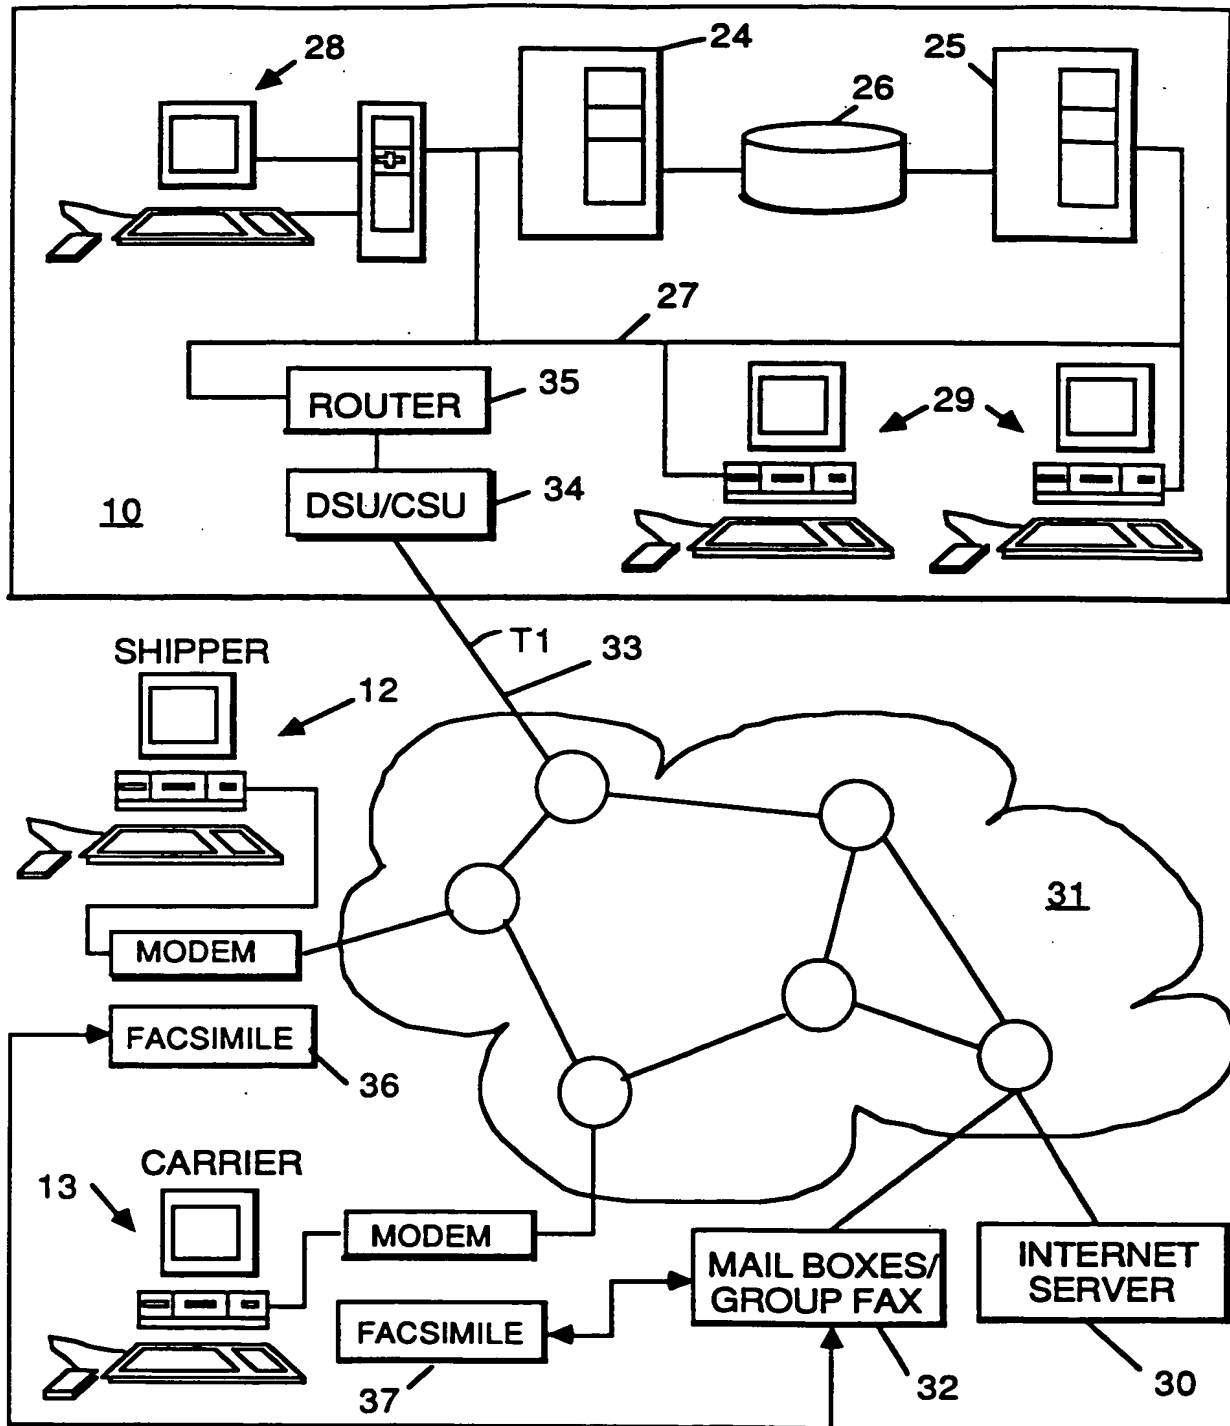 28
24
25
26
27
35
ROUTER
29
DSU/CSU
34
10
T1
33
SHIPPER
12
31
MODEM
FACSIMILE
36
CARRIER
13
MODEM
MAIL BOXES/
GROUP FAX
INTERNET
SERVER
FACSIMILE
37
32
30